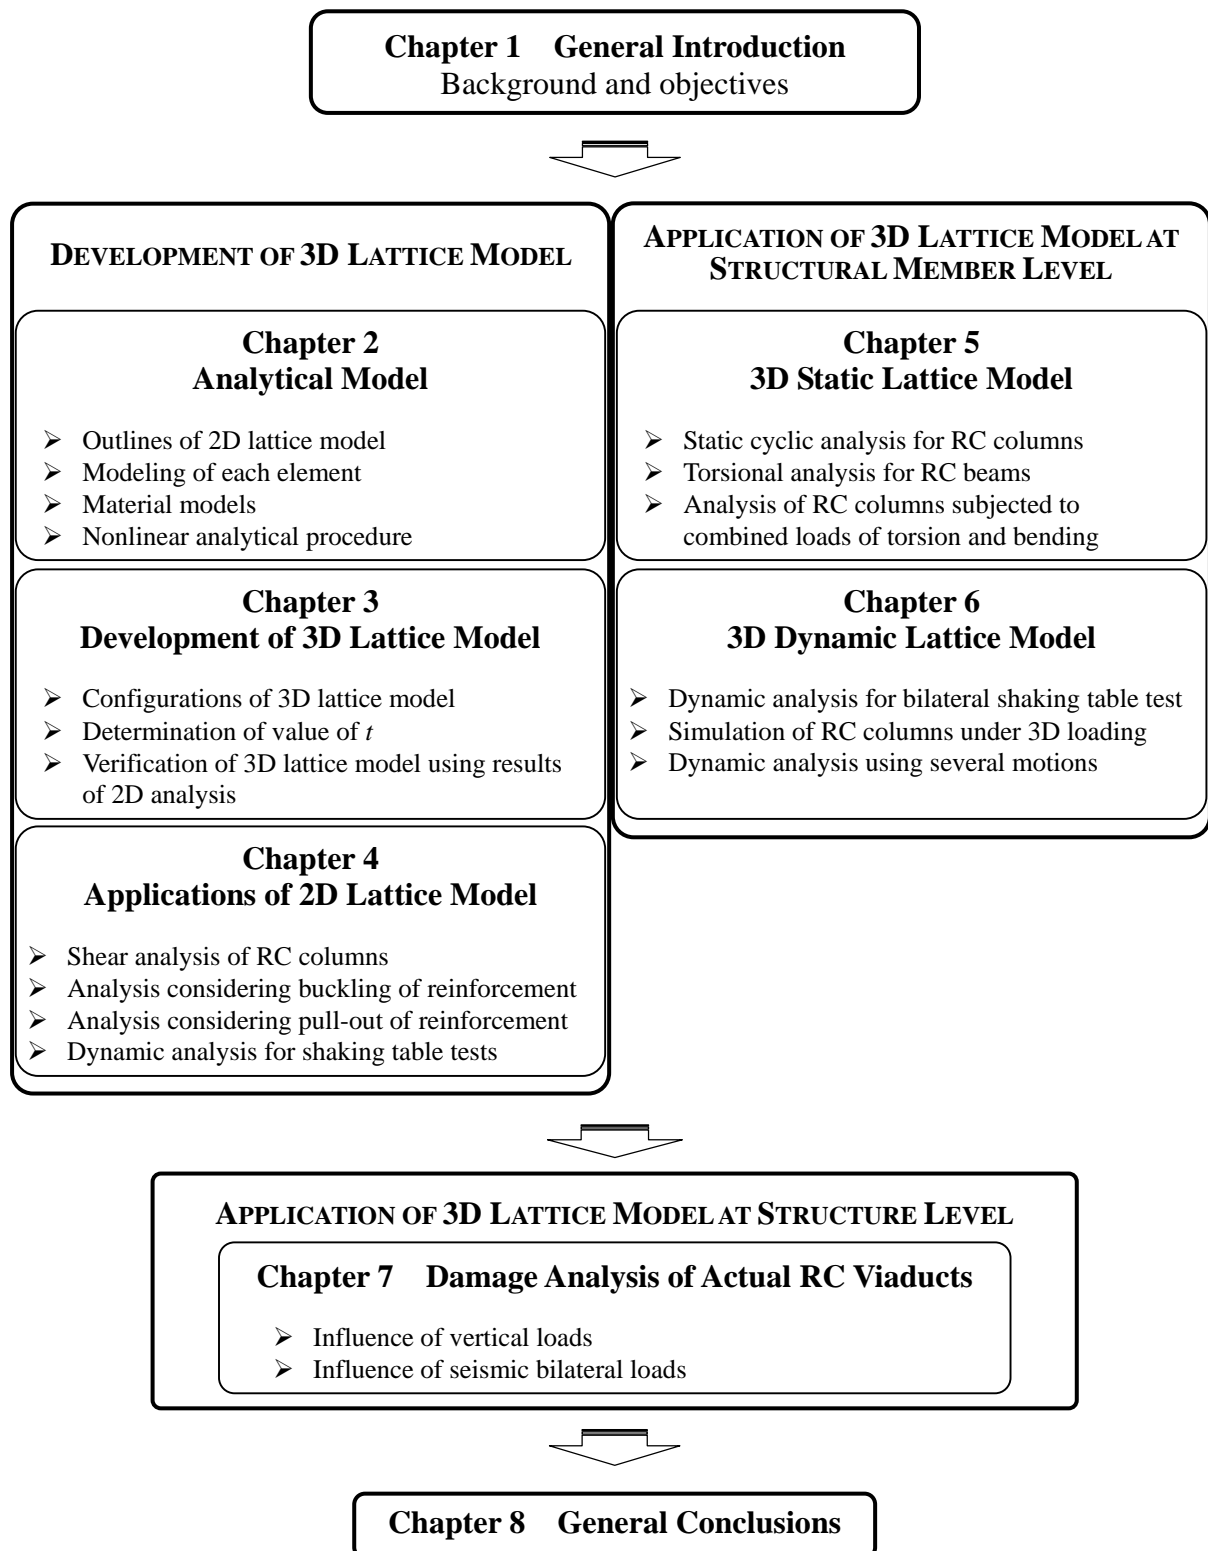 Chapter 1 General Introduction
Background and objectives
DEVELOPMENT OF 3D LATTICE MODEL
Chapter 2
Analytical Model
➢ Outlines of 2D lattice model
➢ Modeling of each element
➢ Material models
➢ Nonlinear analytical procedure
Chapter 3
Development of 3D Lattice Model
➢ Configurations of 3D lattice model
➢ Determination of value of t
➢ Verification of 3D lattice model using results
of 2D analysis
Chapter 4
Applications of 2D Lattice Model
➢ Shear analysis of RC columns
➢ Analysis considering buckling of reinforcement
➢ Analysis considering pull-out of reinforcement
➢ Dynamic analysis for shaking table tests
APPLICATION OF 3D LATTICE MODEL AT
STRUCTURAL MEMBER LEVEL
Chapter 5
3D Static Lattice Model
➢ Static cyclic analysis for RC columns
➢ Torsional analysis for RC beams
➢ Analysis of RC columns subjected to
combined loads of torsion and bending
Chapter 6
3D Dynamic Lattice Model
➢ Dynamic analysis for bilateral shaking table test
➢ Simulation of RC columns under 3D loading
➢ Dynamic analysis using several motions
APPLICATION OF 3D LATTICE MODEL AT STRUCTURE LEVEL
Chapter 7 Damage Analysis of Actual RC Viaducts
➢ Influence of vertical loads
➢ Influence of seismic bilateral loads
Chapter 8 General Conclusions